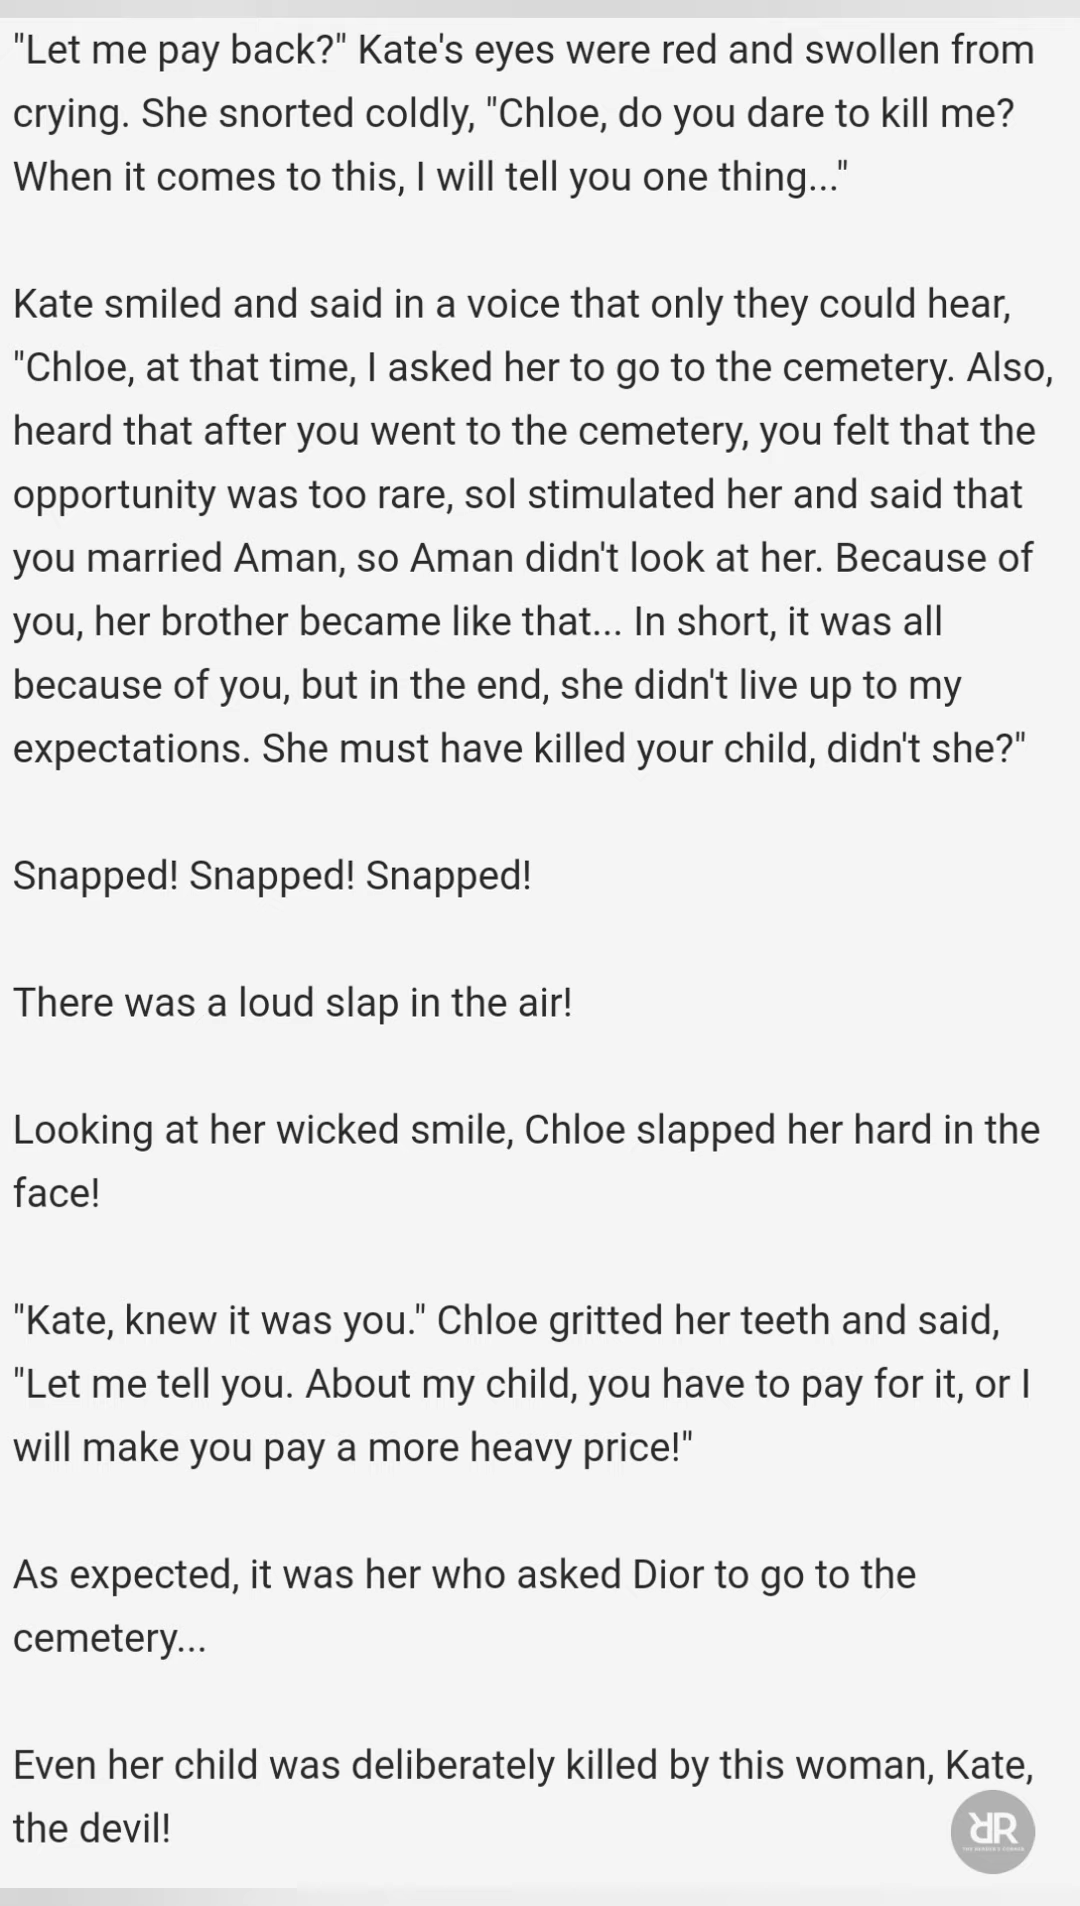 "Let me pay back?" Kate's eyes were red and swollen from
crying. She snorted coldly, "Chloe, do you dare to kill me?
When it comes to this, I will tell you one thing..."
Kate smiled and said in a voice that only they could hear,
"Chloe, at that time, I asked her to go to the cemetery. Also,
heard that after you went to the cemetery, you felt that the
opportunity was too rare, sol stimulated her and said that
you married Aman, so Aman didn't look at her. Because of
you, her brother became like that... In short, it was all
because of you, but in the end, she didn't live up to my
expectations. She must have killed your child, didn't she?"
Snapped! Snapped! Snapped!
There was a loud slap in the air!
Looking at her wicked smile, Chloe slapped her hard in the
face!
"Kate, knew it was you." Chloe gritted her teeth and said,
"Let me tell you. About my child, you have to pay for it, or I
will make you pay a more heavy price!"
As expected, it was her who asked Dior to go to the
cemetery...
Even her child was deliberately killed by this woman, Kate,
the devil!
RR
THE READER'S CORNER